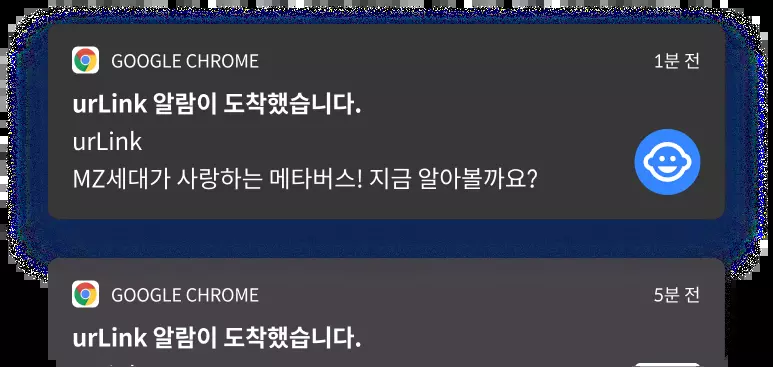 GOOGLE CHROME 1분 전
urLink 알람이 도착했습니다.
urLink
MZ세대가 사랑하는 메타버스! 지금 알아볼까요?
GOOGLE CHROME 5분 전
urLink 알람이 도착했습니다.